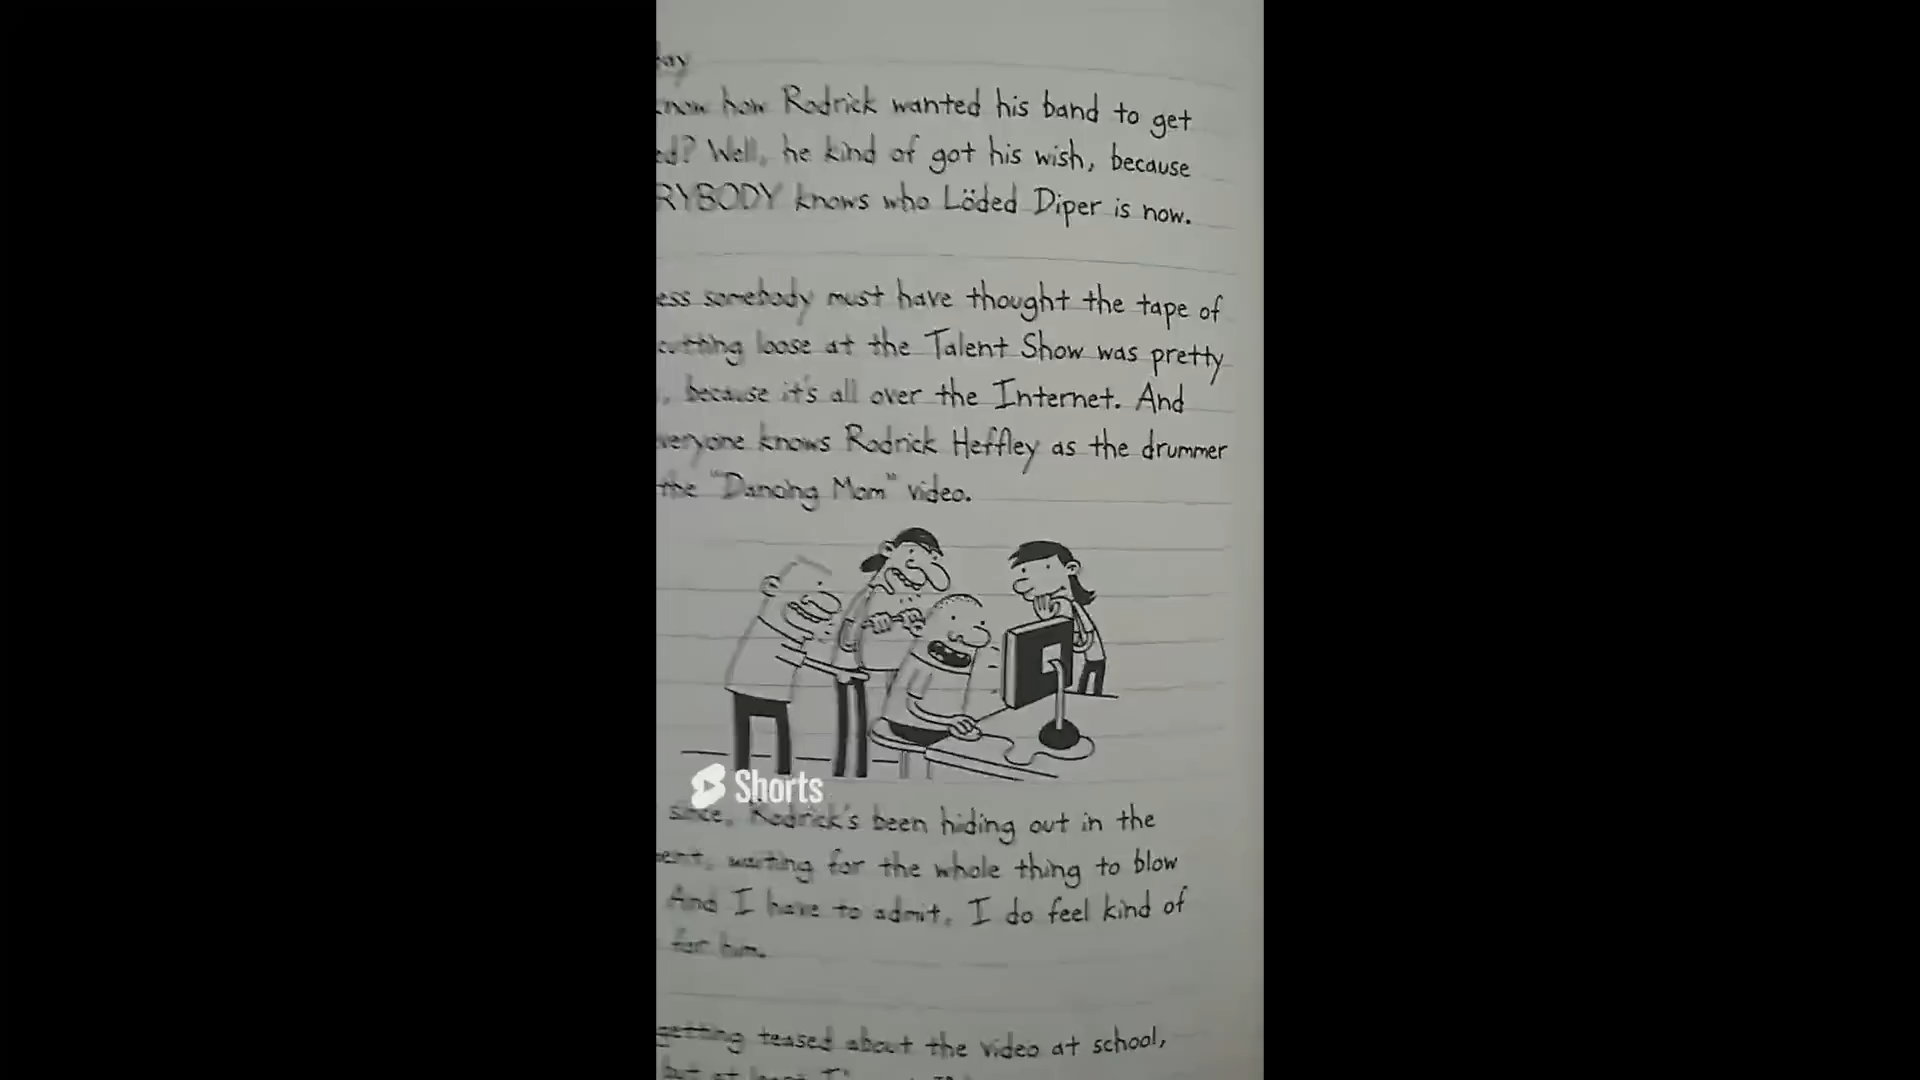 how Rodrick wanted his band to get
Well, he kind of got his wish, because
knows who Löded Diper is now.
somebody must have thought the tape of
loose at the Talent Show was pretty
because it's all over the Internet. And
knows Rodrick Heffley as the drummer
the "Dancing Mom" video.
Shorts
since, Rodrick's been hiding out in the
waiting for the whole thing to blow
And I have to admit, I do feel kind of
for him.
getting teased about the video at school,